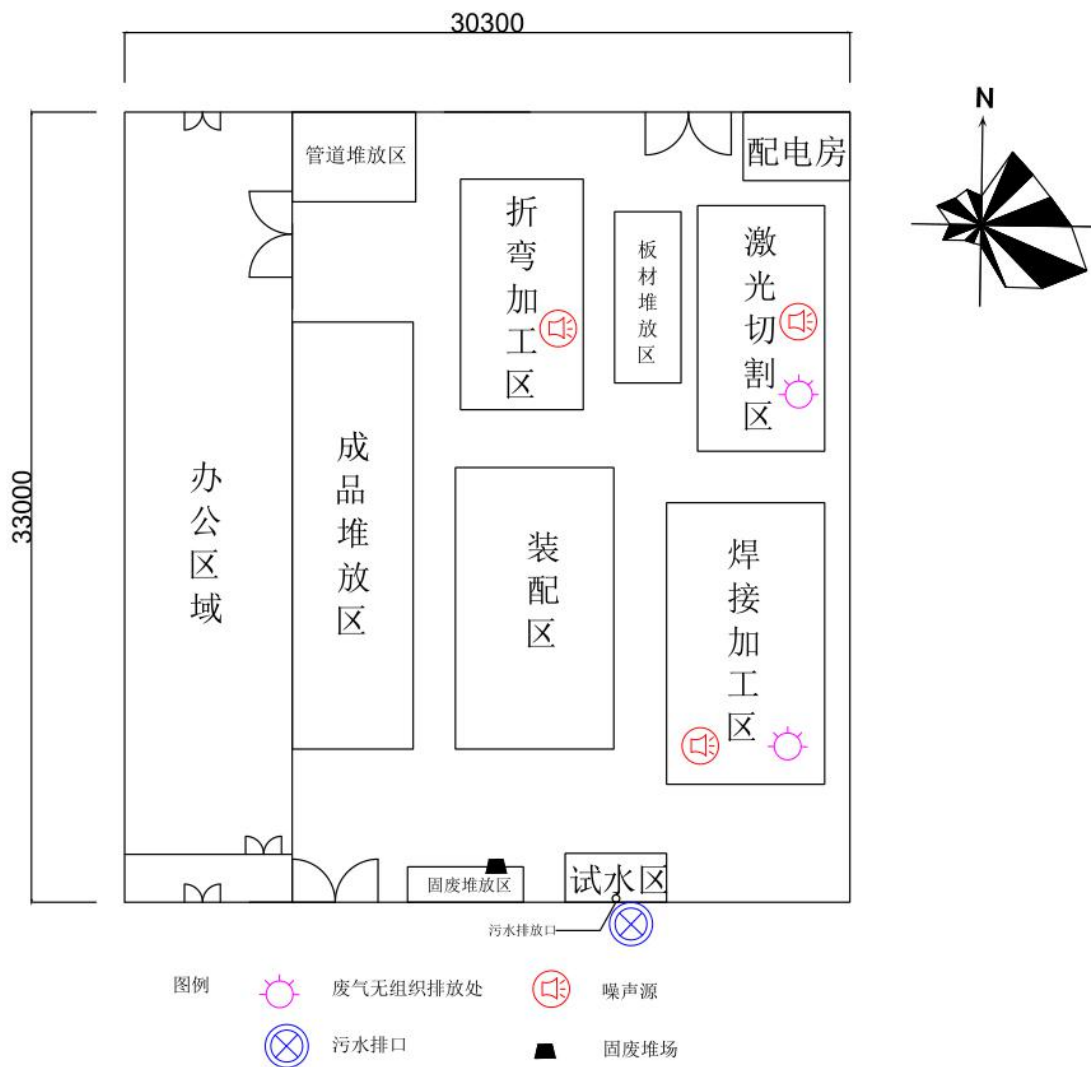 30300
N
管道堆放区
配电房
折弯加工区
板材堆放区
激光切割区
33000
办公区域
成品堆放区
装配区
焊接加工区
固废堆放区
试水区
污水排放口
图例
废气无组织排放处
噪声源
污水排口
固废堆场